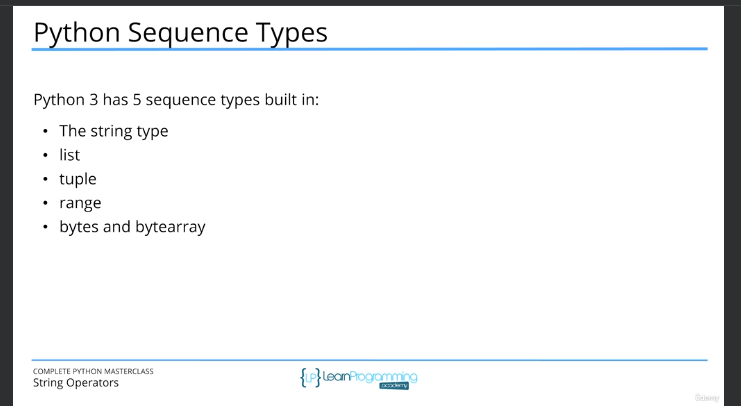 Python Sequence Types
Python 3 has 5 sequence types built in:
• The string type
• list
• tuple
• range
• bytes and bytearray
COMPLETE PYTHON MASTERCLASS
String Operators
{LP} LearnProgramming
academy
Udemy